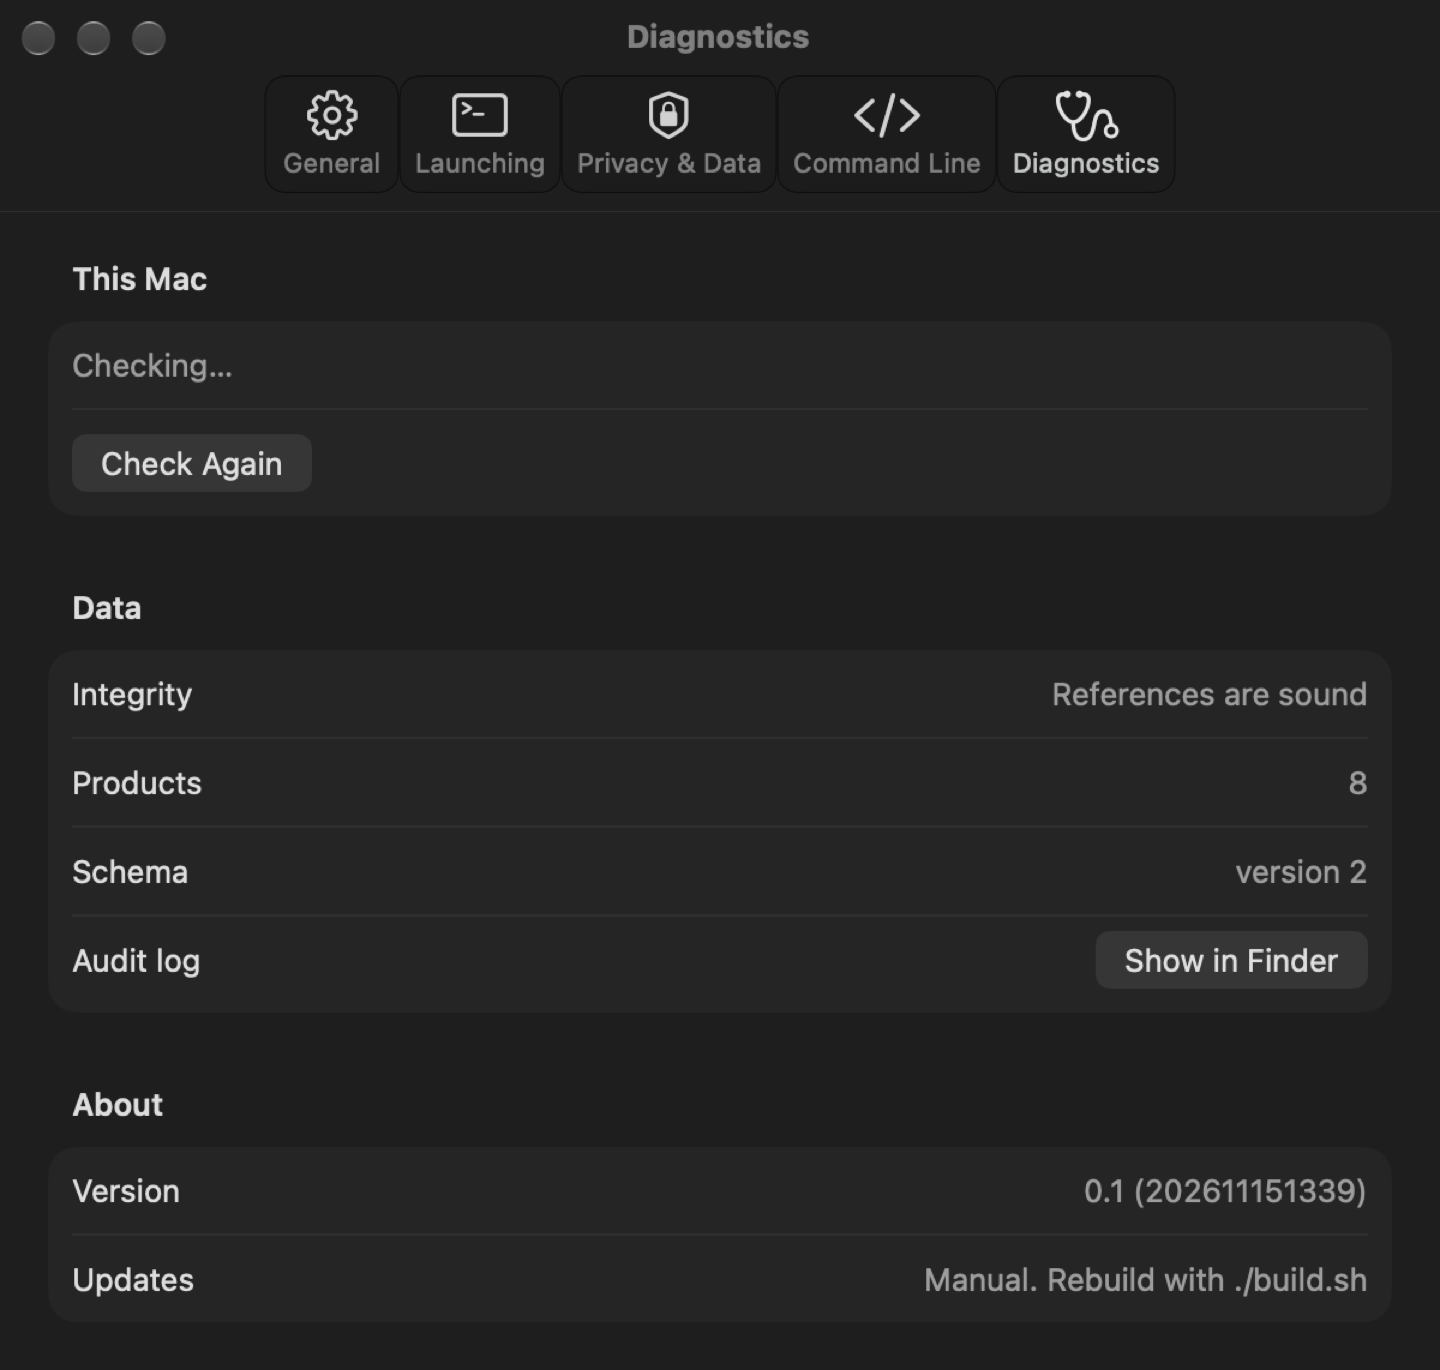 Diagnostics
General
Launching
Privacy & Data
Command Line
Diagnostics
This Mac
Checking...
Check Again
Data
Integrity
References are sound
Products
8
Schema
version 2
Audit log
Show in Finder
About
Version
0.1 (202611151339)
Updates
Manual. Rebuild with ./build.sh